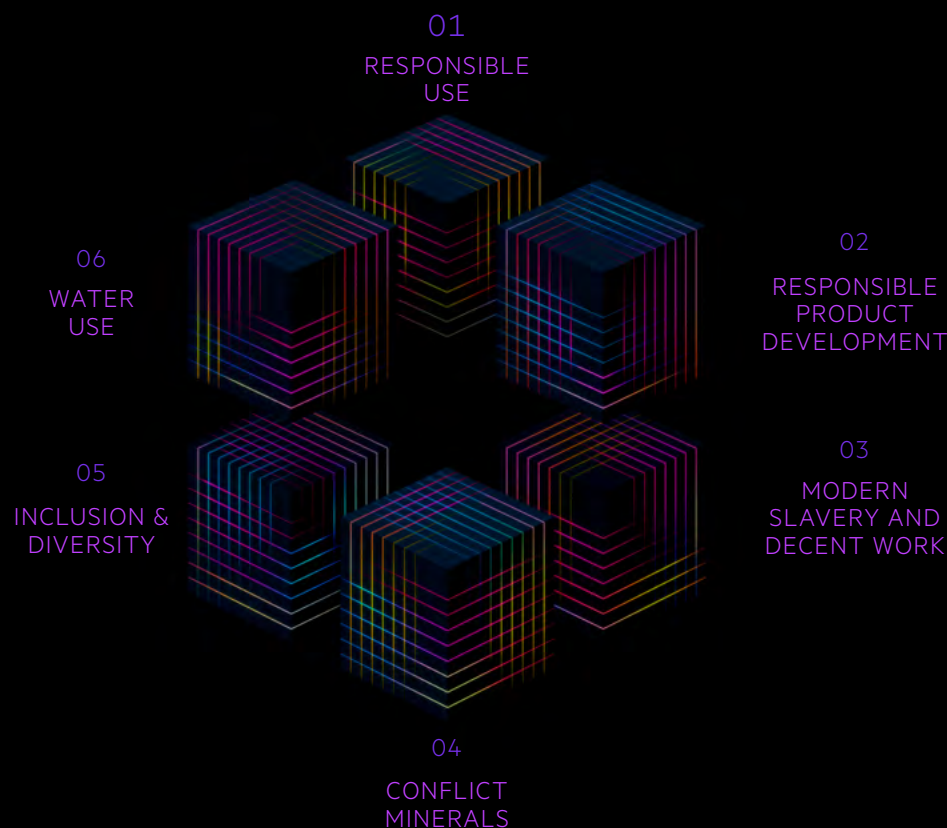 01
RESPONSIBLE
USE
02
RESPONSIBLE
PRODUCT
DEVELOPMENT
03
MODERN
SLAVERY AND
DECENT WORK
04
CONFLICT
MINERALS
05
INCLUSION &
DIVERSITY
06
WATER
USE